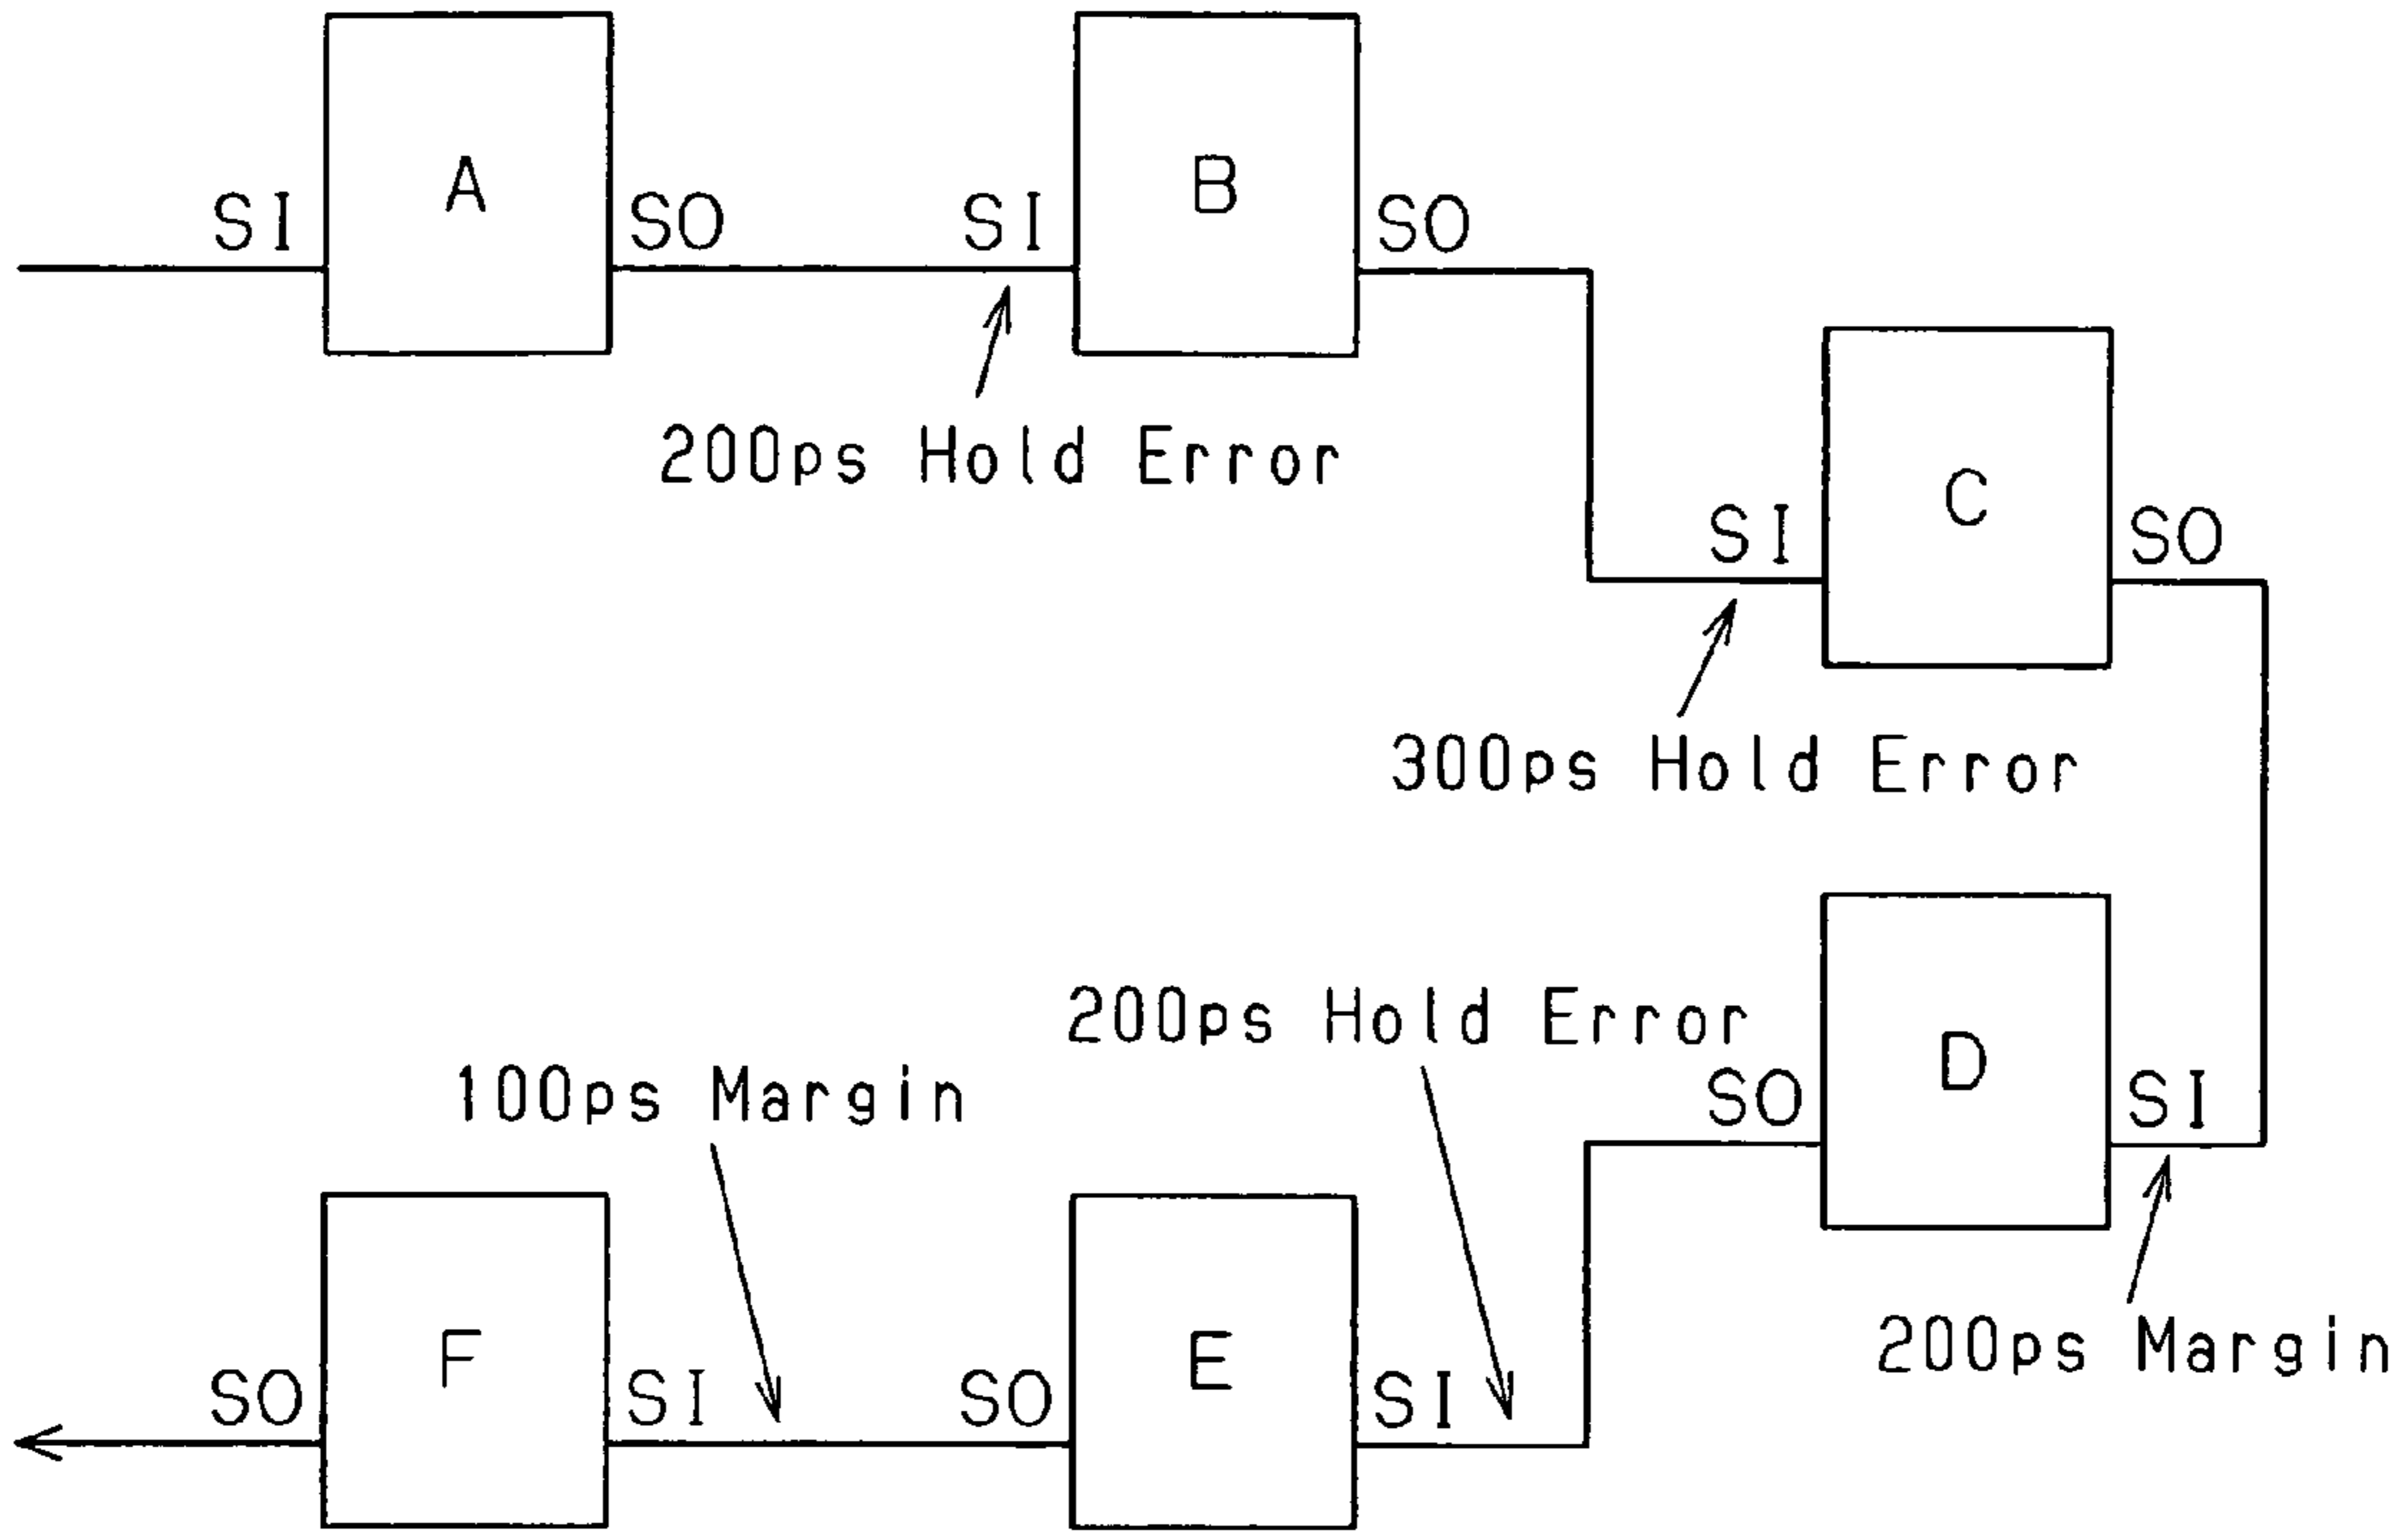 A
B
SI
SO
SI
SO
200ps Hold Error
C
SI
SO
300ps Hold Error
200ps Hold Error
D
100ps Margin
SO
SI
F
E
200ps Margin
SO
SI
SO
SI